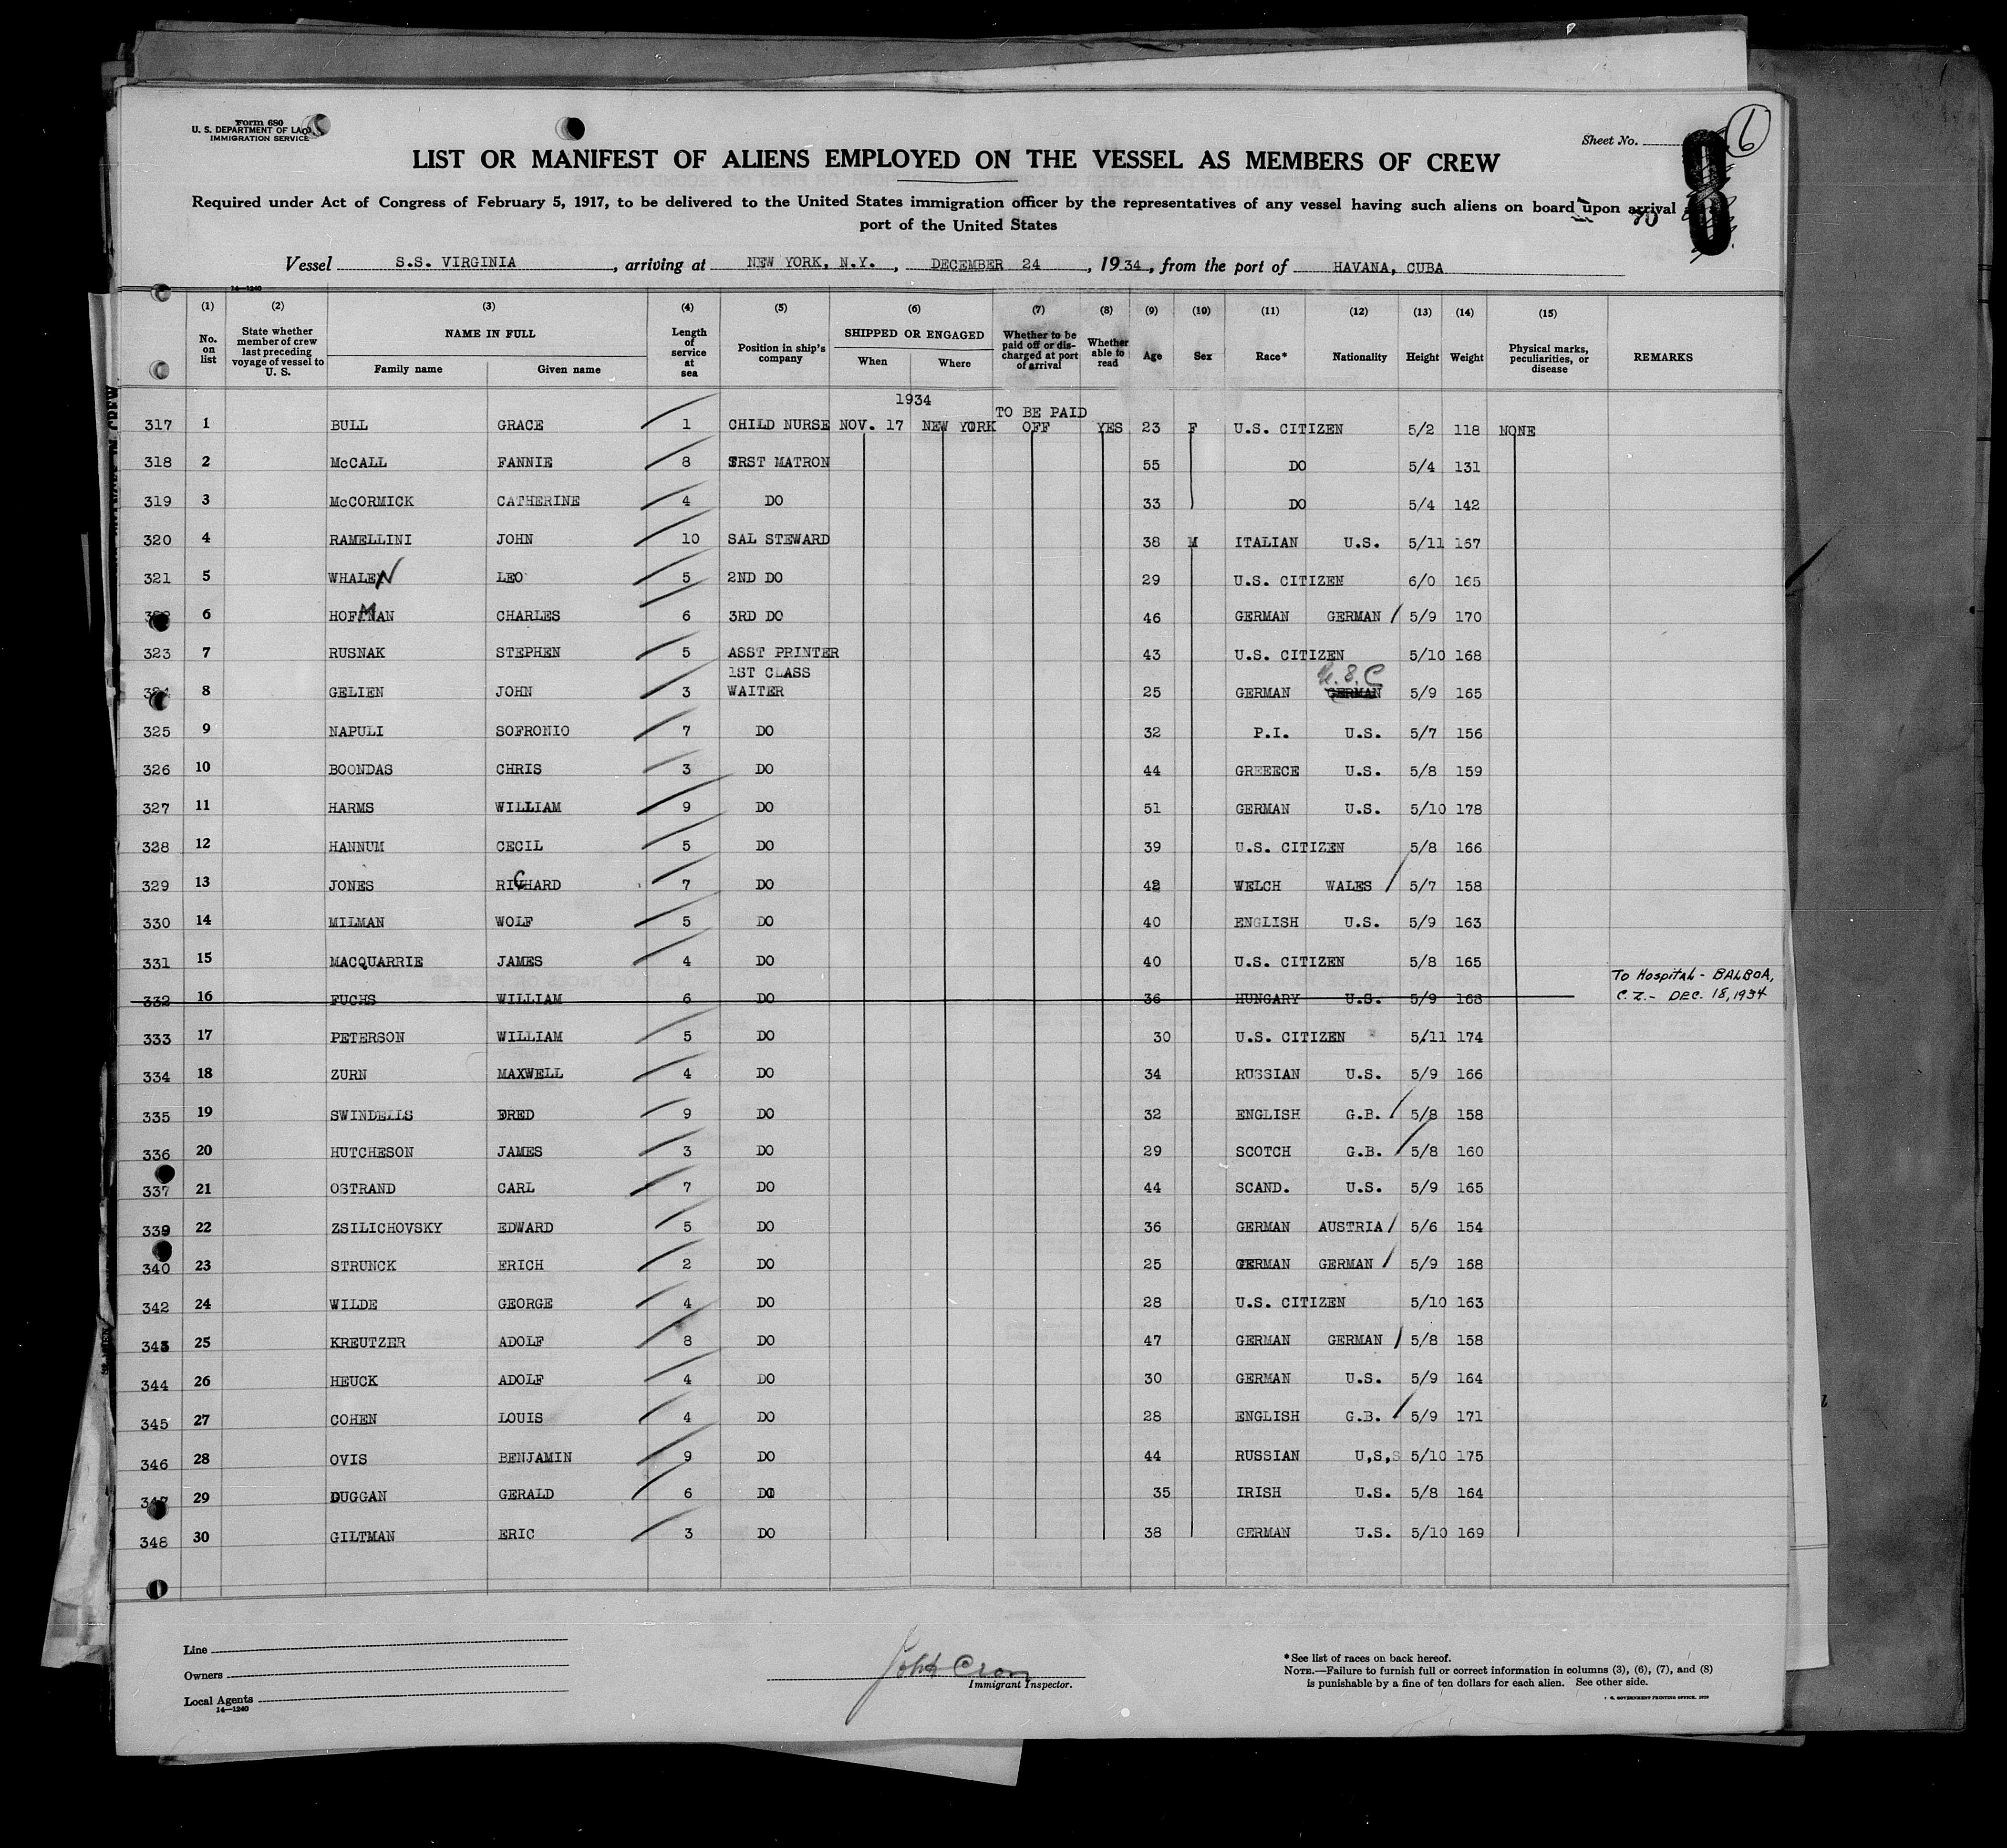 Form 680
U. S. DEPARTMENT OF LABOR
IMMIGRATION SERVICE
Sheet No.
6
8
LIST OR MANIFEST OF ALIENS EMPLOYED ON THE VESSEL AS MEMBERS OF CREW
Required under Act of Congress of February 5, 1917, to be delivered to the United States immigration officer by the representatives of any vessel having such aliens on board upon arrival
port of the United States
Vessel S.S. VIRGINIA, arriving at NEW YORK, N.Y., DECEMBER 24, 1934, from the port of HAVANA, CUBA
14—1240
(1) (2) (3) (4) (5) (6) (7) (8) (9) (10) (11) (12) (13) (14) (15)
No. on list
State whether member of crew last preceding voyage of vessel to U. S.
NAME IN FULL
Family name Given name
Length of service at sea
Position in ship's company
SHIPPED OR ENGAGED
When Where
Whether to be paid off or discharged at port of arrival
Whether able to read
Age Sex Race* Nationality Height Weight
Physical marks, peculiarities, or disease
REMARKS
1934
TO BE PAID
317 1 BULL GRACE 1 CHILD NURSE NOV. 17 NEW YORK OFF YES 23 F U.S. CITIZEN 5/2 118 NONE
318 2 McCALL FANNIE 8 MATRON 55 DO 5/4 131
319 3 McCORMICK CATHERINE 4 DO 33 DO 5/4 142
320 4 RAMELLINI JOHN 10 SAL STEWARD 38 M ITALIAN U.S. 5/11 167
321 5 WHALEN LEO 5 2ND DO 29 U.S. CITIZEN 6/0 165
6 HOFMAN CHARLES 6 3RD DO 46 GERMAN GERMAN 5/9 170
323 7 RUSNAK STEPHEN 5 ASST PRINTER 43 U.S. CITIZEN 5/10 168
1ST CLASS U.S.C
8 GELIEN JOHN 3 WAITER 25 GERMAN GERMAN 5/9 165
325 9 NAPULI SOFRONIO 7 DO 32 P.I. U.S. 5/7 156
326 10 BOONDAS CHRIS 3 DO 44 GREEECE U.S. 5/8 159
327 11 HARMS WILLIAM 9 DO 51 GERMAN U.S. 5/10 178
328 12 HANNUM CECIL 5 DO 39 U.S. CITIZEN 5/8 166
329 13 JONES RICHARD 7 DO 42 WELCH WALES 5/7 158
330 14 MILMAN WOLF 5 DO 40 ENGLISH U.S. 5/9 163
331 15 MACQUARRIE JAMES 4 DO 40 U.S. CITIZEN 5/8 165
332 16 FUCHS WILLIAM 6 DO 36 HUNGARY U.S. 5/9 168 To Hospital - BALBOA,
C.Z. - DEC. 18, 1934
333 17 PETERSON WILLIAM 5 DO 30 U.S. CITIZEN 5/11 174
334 18 ZURN MAXWELL 4 DO 34 RUSSIAN U.S. 5/9 166
335 19 SWINDELLS FRED 9 DO 32 ENGLISH G.B. 5/8 158
336 20 HUTCHESON JAMES 3 DO 29 SCOTCH G.B. 5/8 160
337 21 OSTRAND CARL 7 DO 44 SCAND. U.S. 5/9 165
339 22 ZSILICHOVSKY EDWARD 5 DO 36 GERMAN AUSTRIA 5/6 154
340 23 STRUNCK ERICH 2 DO 25 GERMAN GERMAN 5/9 168
342 24 WILDE GEORGE 4 DO 28 U.S. CITIZEN 5/10 163
343 25 KREUTZER ADOLF 8 DO 47 GERMAN GERMAN 5/8 158
344 26 HEUCK ADOLF 4 DO 30 GERMAN U.S. 5/9 164
345 27 COHEN LOUIS 4 DO 28 ENGLISH G.B. 5/9 171
346 28 OVIS BENJAMIN 9 DO 44 RUSSIAN U,S, 5/10 175
347 29 DUGGAN GERALD 6 DO 35 IRISH U.S. 5/8 164
348 30 GILTMAN ERIC 3 DO 38 GERMAN U.S. 5/10 169
Line
Owners
Local Agents
14—1240
Immigrant Inspector.
*See list of races on back hereof.
NOTE.—Failure to furnish full or correct information in columns (3), (6), (7), and (8)
is punishable by a fine of ten dollars for each alien. See other side.
GOVERNMENT PRINTING OFFICE